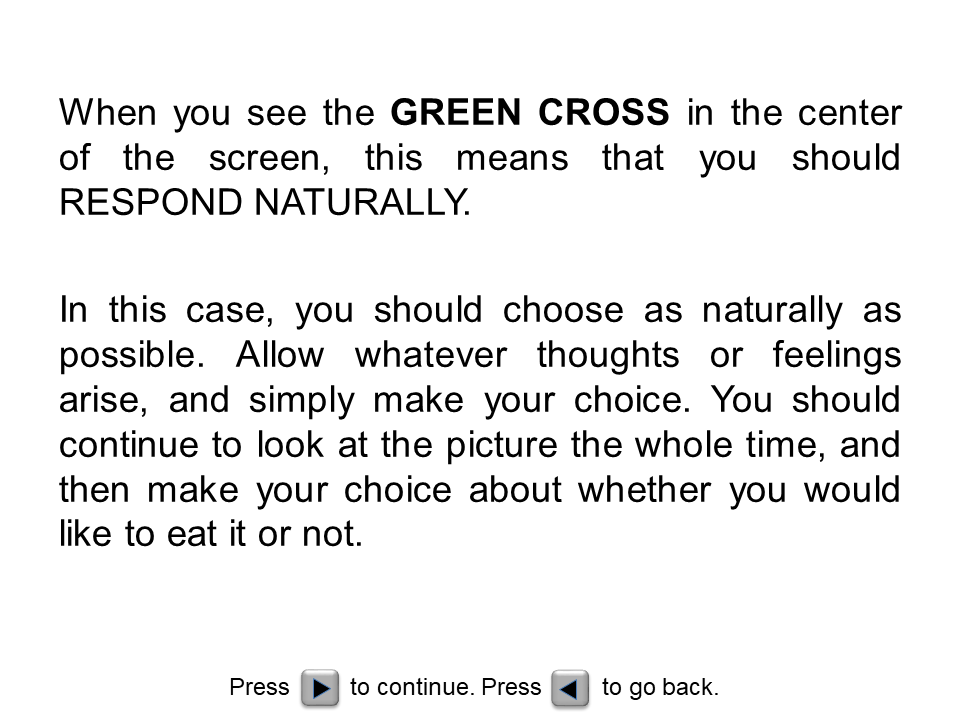 When you see the GREEN CROSS in the center
of the screen, this means that you should
RESPOND NATURALLY.
In this case, you should choose as naturally as
possible. Allow whatever thoughts or feelings
arise, and simply make your choice. You should
continue to look at the picture the whole time, and
then make your choice about whether you would
like to eat it or not.
Press to continue. Press to go back.